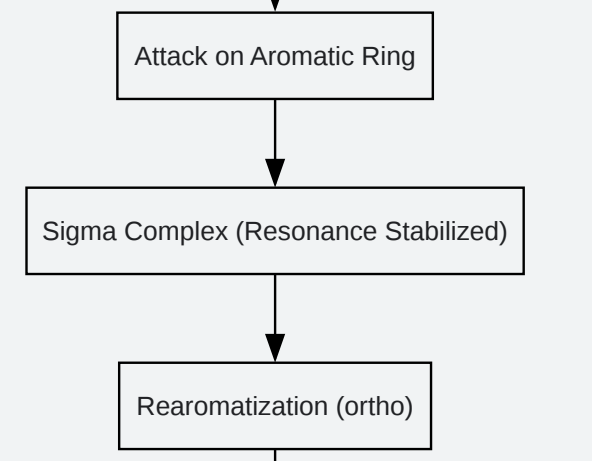 Attack on Aromatic Ring
Sigma Complex (Resonance Stabilized)
Rearomatization (ortho)